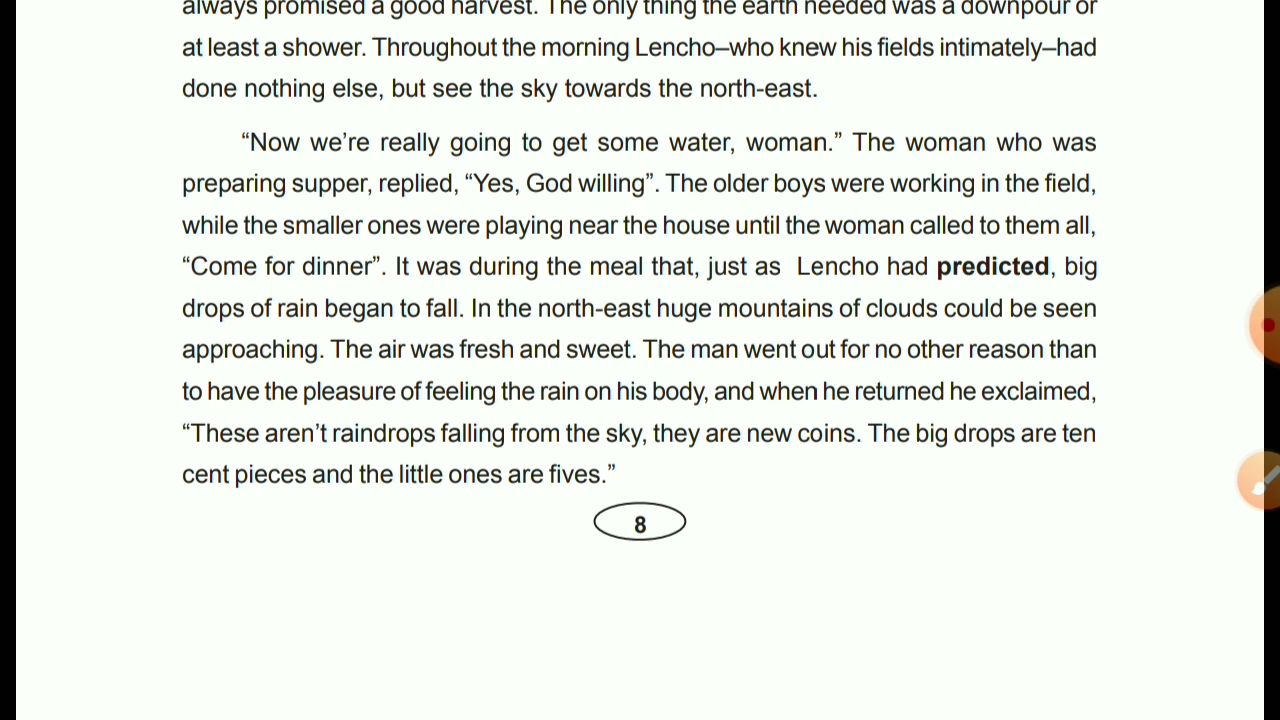 always promised a good harvest. The only thing the earth needed was a downpour or
at least a shower. Throughout the morning Lencho–who knew his fields intimately–had
done nothing else, but see the sky towards the north-east.
“Now we’re really going to get some water, woman.” The woman who was
preparing supper, replied, “Yes, God willing”. The older boys were working in the field,
while the smaller ones were playing near the house until the woman called to them all,
“Come for dinner”. It was during the meal that, just as Lencho had predicted, big
drops of rain began to fall. In the north-east huge mountains of clouds could be seen
approaching. The air was fresh and sweet. The man went out for no other reason than
to have the pleasure of feeling the rain on his body, and when he returned he exclaimed,
“These aren’t raindrops falling from the sky, they are new coins. The big drops are ten
cent pieces and the little ones are fives.”
8